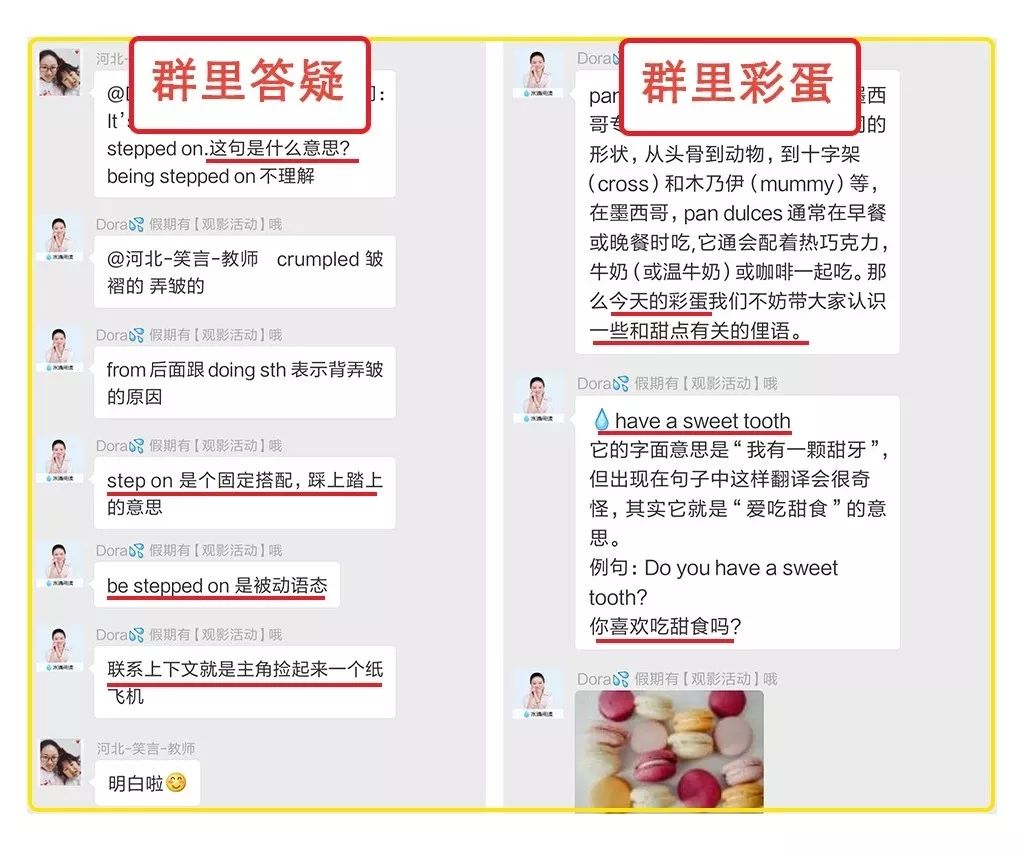 群里答疑
河北-
@
:
It's
stepped on.这句是什么意思?
being stepped on 不理解
Dora💦 假期有【观影活动】哦
@河北-笑言-教师 crumpled 皱
褶的 弄皱的
Dora💦 假期有【观影活动】哦
from 后面跟 doing sth 表示背弄皱
的原因
Dora💦 假期有【观影活动】哦
step on 是个固定搭配，踩上踏上
的意思
Dora💦 假期有【观影活动】哦
be stepped on 是被动语态
Dora💦 假期有【观影活动】哦
联系上下文就是主角捡起来一个纸
飞机
河北-笑言-教师
明白啦😊
群里彩蛋
Dora
pan
墨西
哥
的
形状，从头骨到动物，到十字架
（cross）和木乃伊（mummy）等，
在墨西哥，pan dulces 通常在早餐
或晚餐时吃,它通会配着热巧克力，
牛奶（或温牛奶）或咖啡一起吃。那
么今天的彩蛋我们不妨带大家认识
一些和甜点有关的俚语。
Dora💦 假期有【观影活动】哦
💧have a sweet tooth
它的字面意思是“我有一颗甜牙”，
但出现在句子中这样翻译会很奇
怪，其实它就是“爱吃甜食”的意
思。
例句：Do you have a sweet
tooth?
你喜欢吃甜食吗?
Dora💦 假期有【观影活动】哦